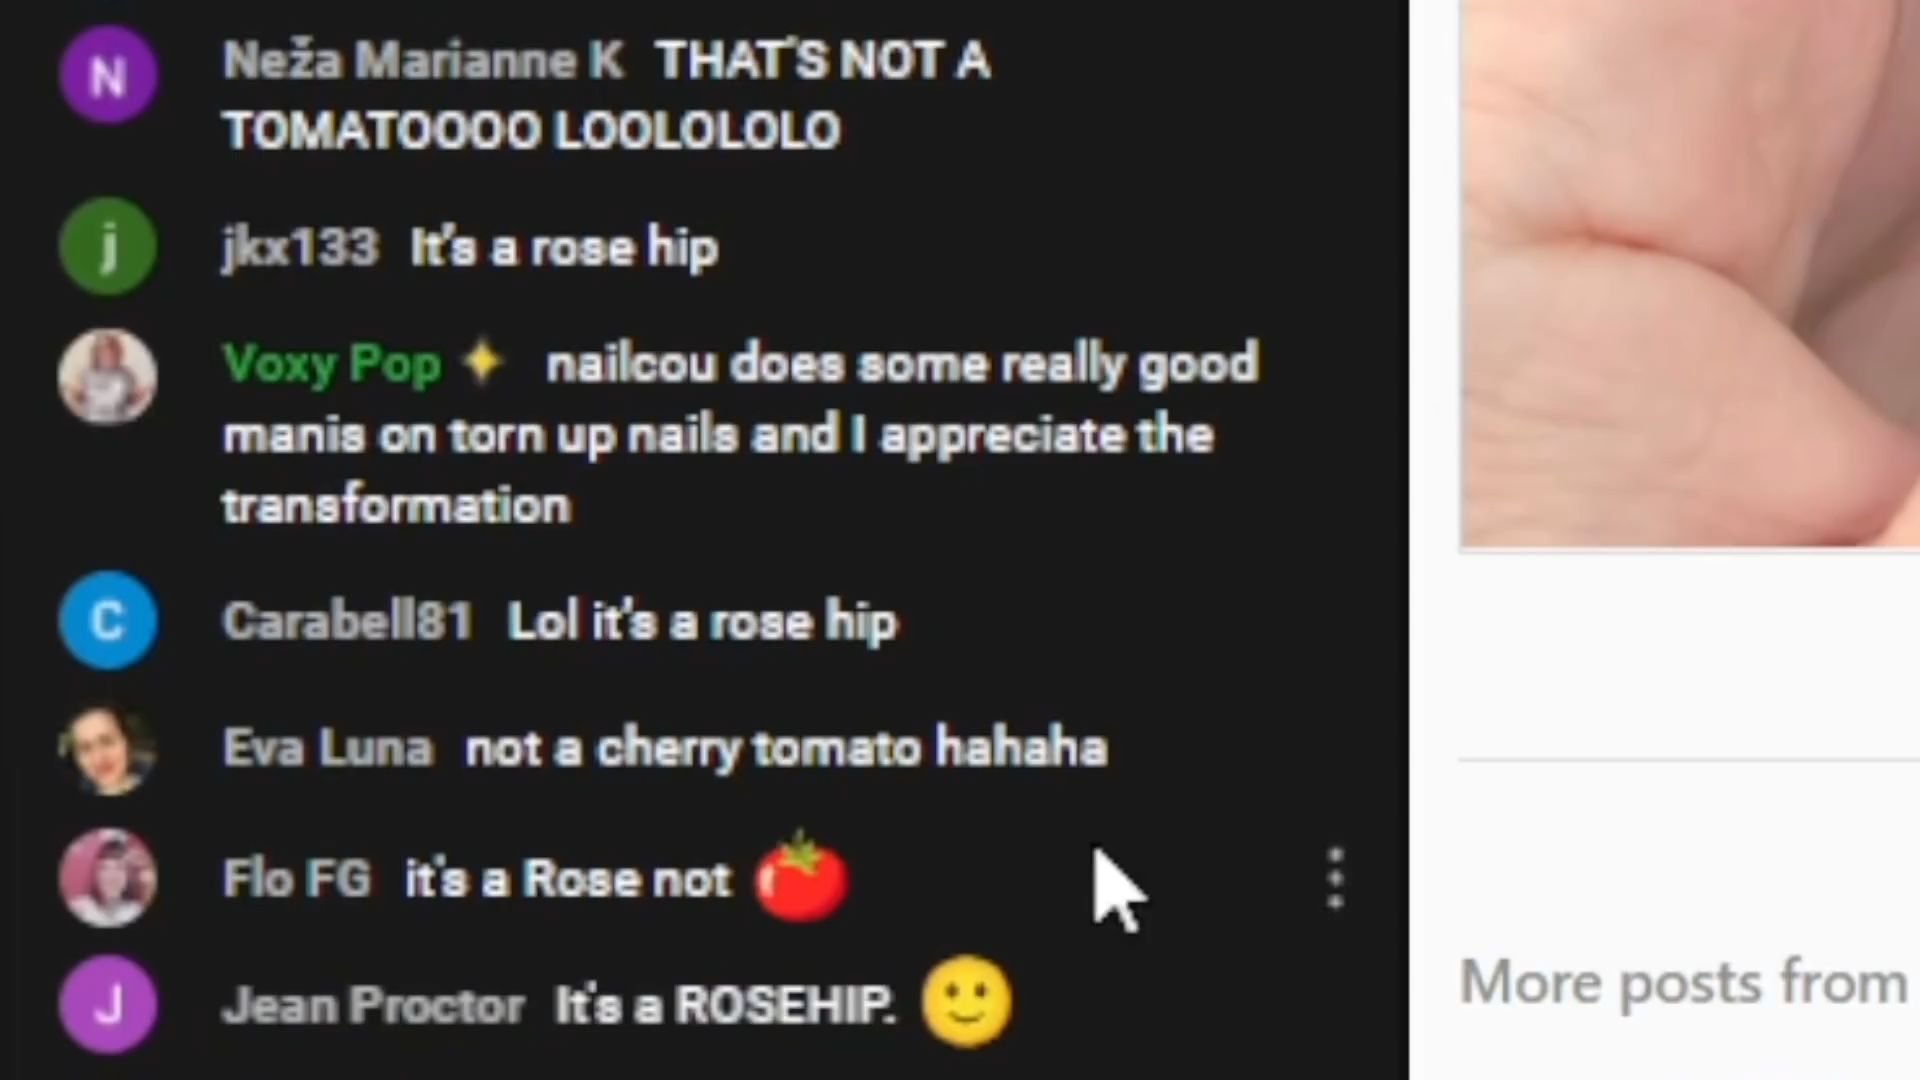 N Neža Marianne K THAT'S NOT A
TOMATOOOO LOOLOLOLO
j jkx133 It's a rose hip
Voxy Pop nailcou does some really good
manis on torn up nails and I appreciate the
transformation
C Carabell81 Lol it's a rose hip
Eva Luna not a cherry tomato hahaha
Flo FG it's a Rose not 🍅
J Jean Proctor It's a ROSEHIP. 🙂
More posts from